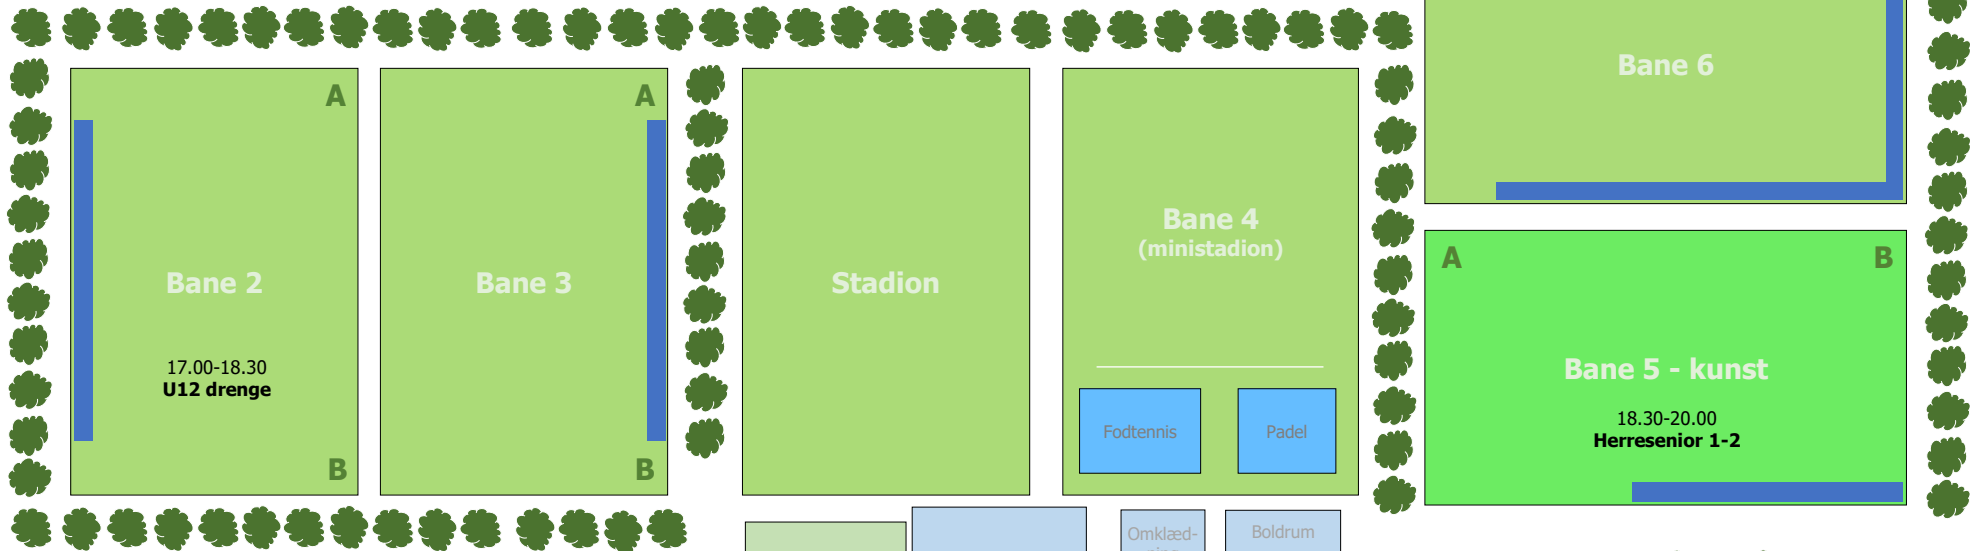 Bane 6
A
A
Bane 4
(ministadion)
A
B
Bane 2
Bane 3
Stadion
17.00-18.30
U12 drenge
Bane 5 - kunst
18.30-20.00
Herresenior 1-2
Fodtennis
Padel
B
B
Omklæd-
Boldrum